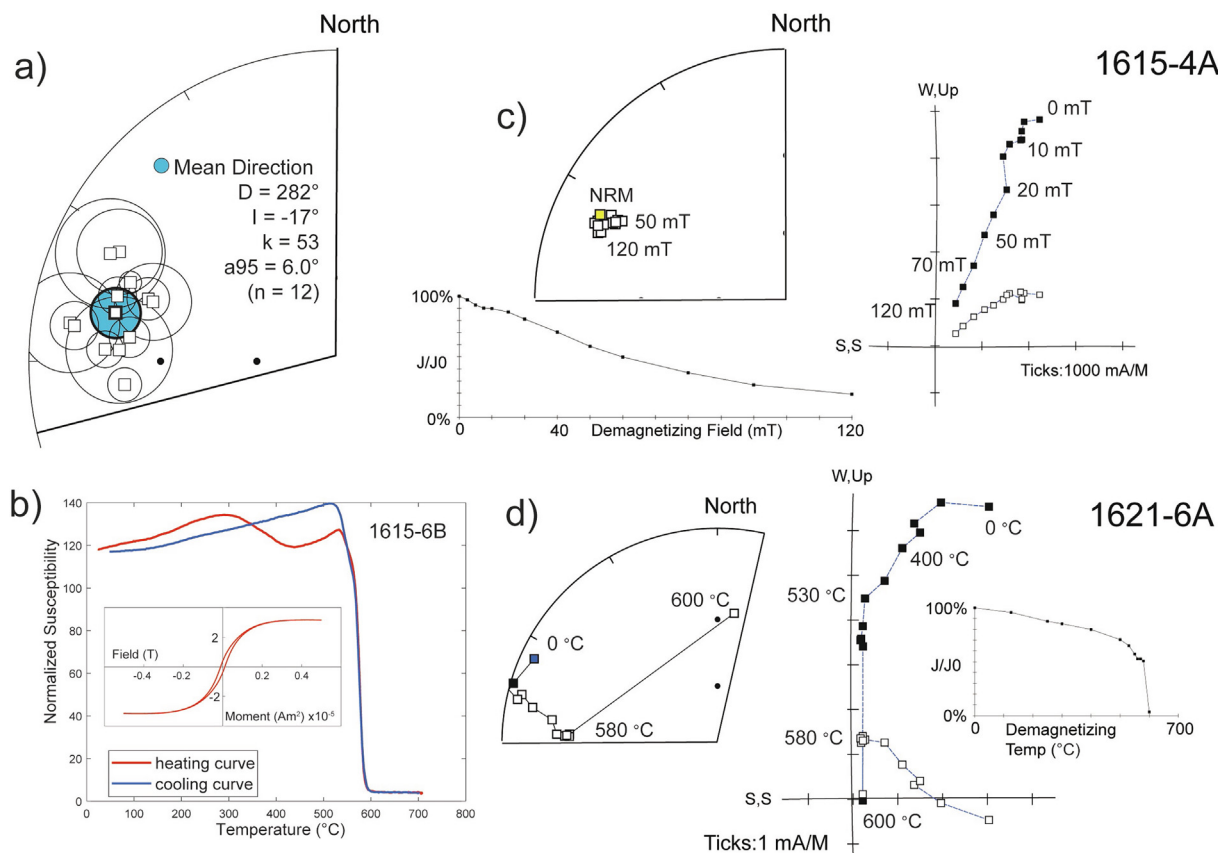 a)
North
Mean Direction
D = 282°
I = -17°
k = 53
a95 = 6.0°
(n = 12)
c)
North
NRM
50 mT
120 mT
100%
J/J0
0%
0
40
Demagnetizing Field (mT)
80
120
1615-4A
W,Up
0 mT
10 mT
20 mT
50 mT
70 mT
120 mT
S,S
Ticks:1000 mA/M
b)
1615-6B
Normalized Susceptibility
140
120
100
80
60
40
20
0
0
100
200
300
400
500
600
700
800
Temperature (°C)
Field (T)
-0.4
-0.2
0.2
0.4
2
-2
Moment (Am²) x10⁻⁵
heating curve
cooling curve
d)
North
600 °C
0 °C
580 °C
1621-6A
W,Up
0 °C
400 °C
530 °C
580 °C
S,S
600 °C
Ticks:1 mA/M
100%
J/J0
0%
0
700
Demagnetizing
Temp (°C)